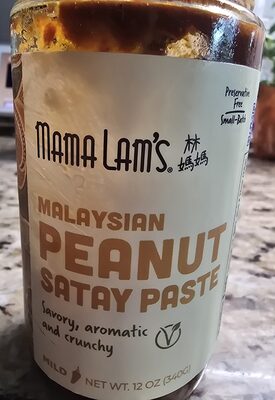 Preservative
Free
Small-Batch
MAMA LAM'S® 林
媽媽
MALAYSIAN
PEANUT
SATAY PASTE
Savory, aromatic
and crunchy
V
MILD NET WT. 12 OZ (340G)